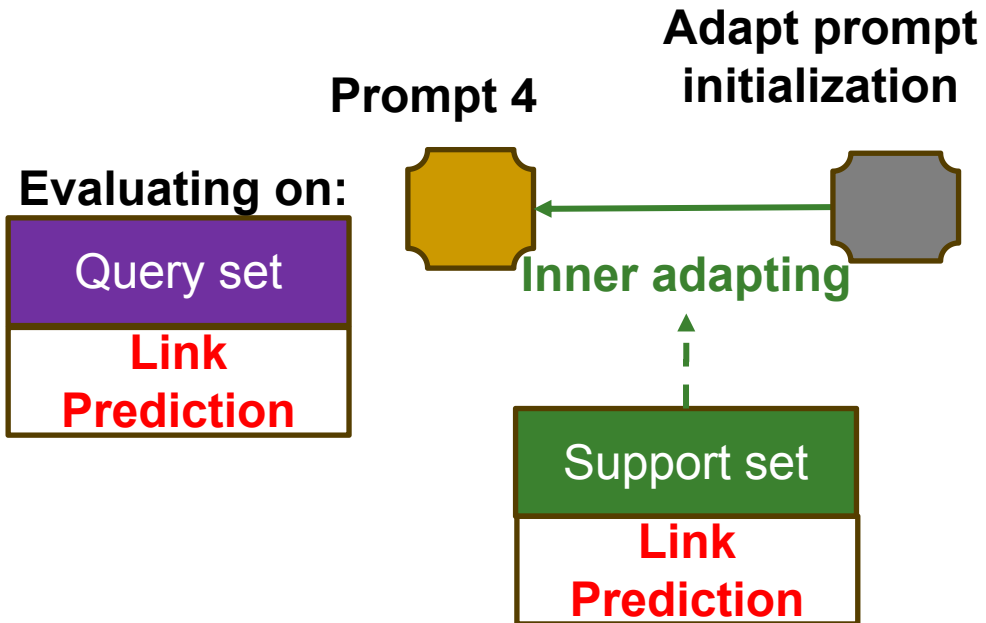 Adapt prompt
initialization
Prompt 4
Evaluating on:
Query set
Link
Prediction
Inner adapting
Support set
Link
Prediction